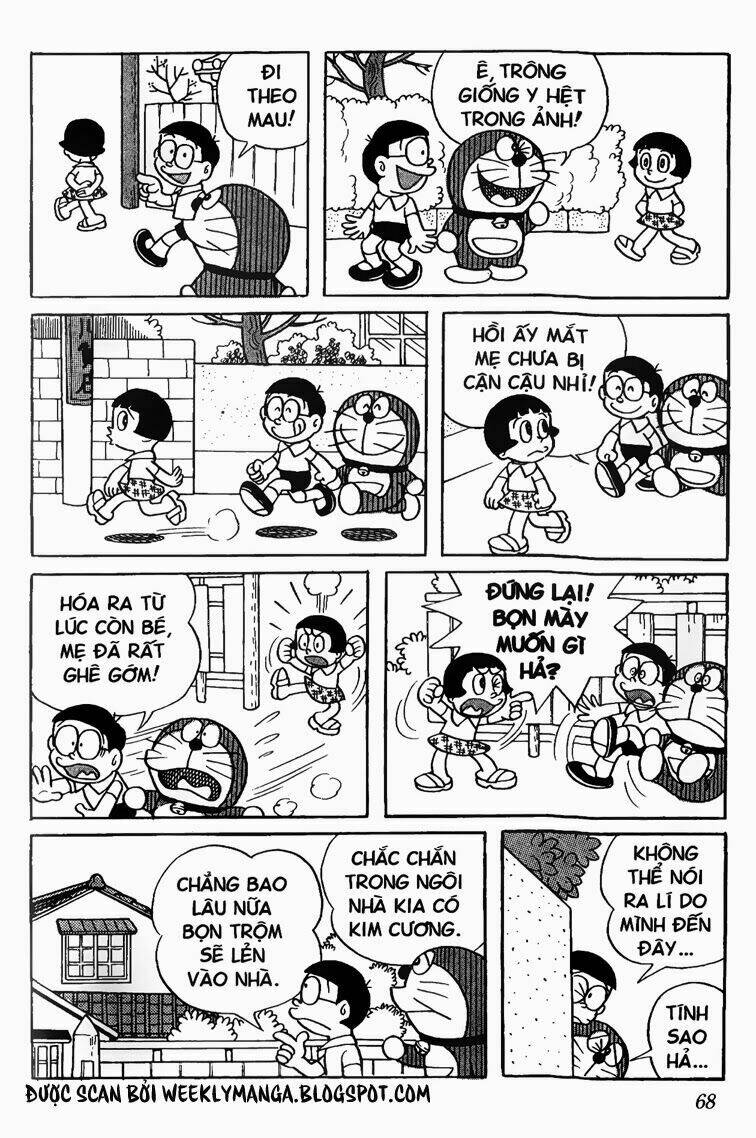 Ê, TRÔNG
GIỐNG Y HỆT
TRONG ẢNH!
ĐI
THEO
MAU!
HỒI ẤY MẮT
MẸ CHƯA BỊ
CẬN CẬU NHỈ!
ĐỨNG LẠI!
BỌN MÀY
MUỐN GÌ
HẢ?
HÓA RA TỪ
LÚC CÒN BÉ,
MẸ ĐÃ RẤT
GHÊ GỚM!
KHÔNG
THỂ NÓI
RA LÍ DO
MÌNH ĐẾN
ĐÂY...
TÍNH
SAO
HẢ...
CHẮC CHẮN
TRONG NGÔI
NHÀ KIA CÓ
KIM CƯƠNG.
CHẲNG BAO
LÂU NỮA
BỌN TRỘM
SẼ LẺN
VÀO NHÀ.
ĐƯỢC SCAN BỞI WEEKLYMANGA.BLOGSPOT.COM
68